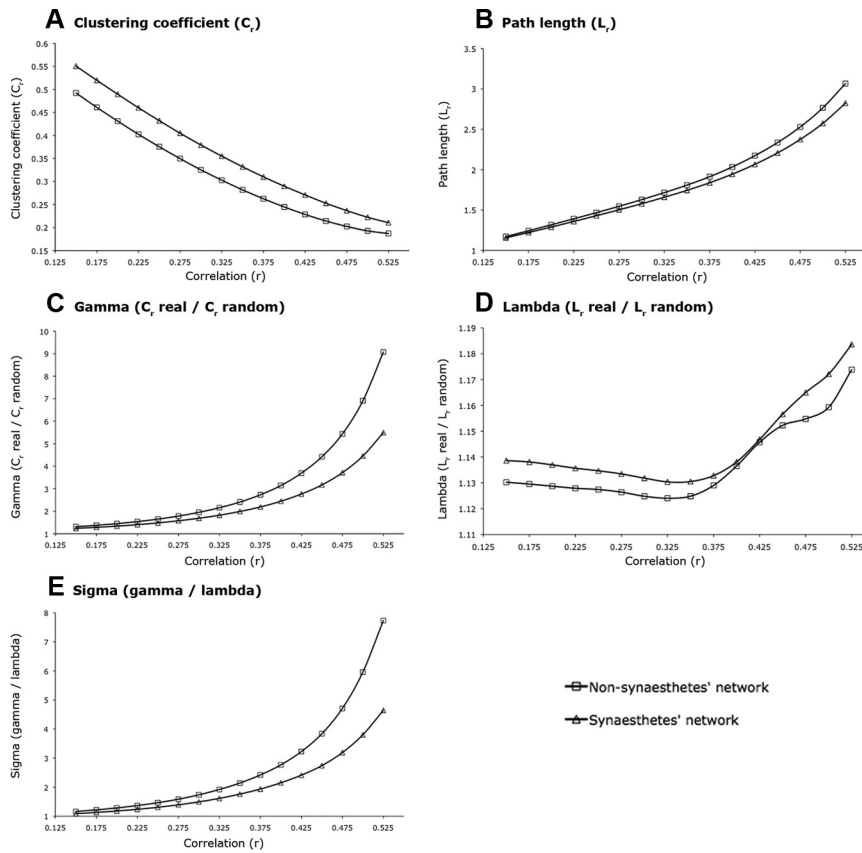 A Clustering coefficient (Cr)
Clustering coefficient (Cr)
0.6
0.55
0.5
0.45
0.4
0.35
0.3
0.25
0.2
0.15
0.125 0.175 0.225 0.275 0.325 0.375 0.425 0.475 0.525
Correlation (r)
B Path length (Lr)
Path length (Lr)
3.5
3
2.5
2
1.5
1
0.125 0.175 0.225 0.275 0.325 0.375 0.425 0.475 0.525
Correlation (r)
C Gamma (Cr real / Cr random)
Gamma (Cr real / Cr random)
10
9
8
7
6
5
4
3
2
1
0.125 0.175 0.225 0.275 0.325 0.375 0.425 0.475 0.525
Correlation (r)
D Lambda (Lr real / Lr random)
Lambda (Lr real / Lr random)
1.19
1.18
1.17
1.16
1.15
1.14
1.13
1.12
1.11
0.125 0.175 0.225 0.275 0.325 0.375 0.425 0.475 0.525
Correlation (r)
E Sigma (gamma / lambda)
Sigma (gamma / lambda)
8
7
6
5
4
3
2
1
0.125 0.175 0.225 0.275 0.325 0.375 0.425 0.475 0.525
Correlation (r)
Non-synaesthetes' network
Synaesthetes' network